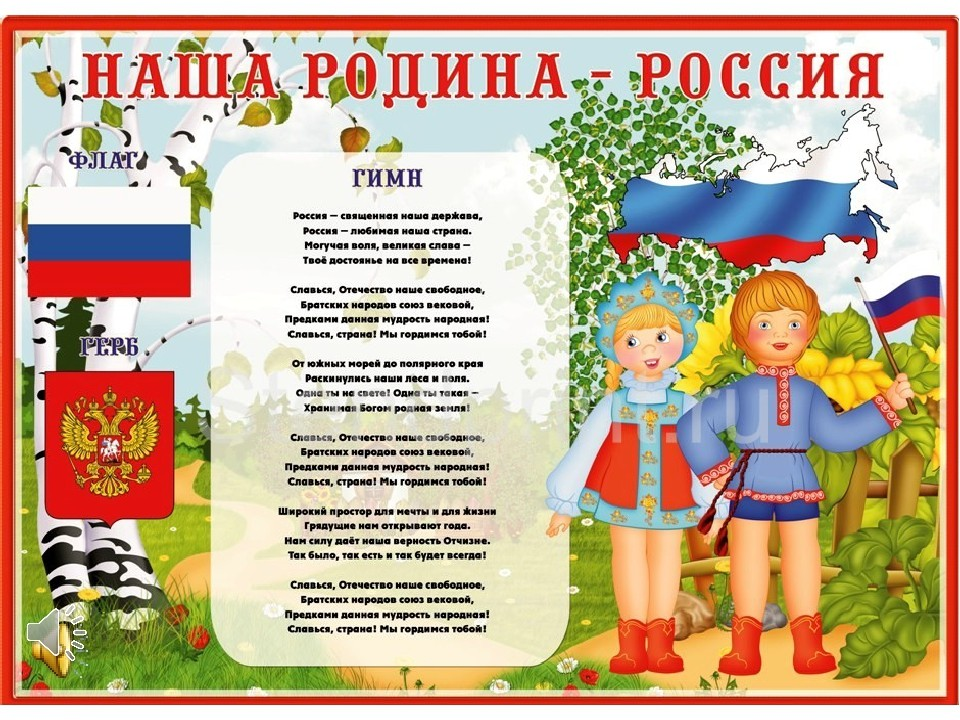 НАША РОДИНА - РОССИЯ
ФЛАГ
ГЕРБ
ГИМН
Россия — священная наша держава,
Россия — любимая наша страна.
Могучая воля, великая слава —
Твоё достоянье на все времена!
Славься, Отечество наше свободное,
Братских народов союз вековой,
Предками данная мудрость народная!
Славься, страна! Мы гордимся тобой!
От южных морей до полярного края
Раскинулись наши леса и поля.
Одна ты на свете! Одна ты такая —
Хранимая Богом родная земля!
Славься, Отечество наше свободное,
Братских народов союз вековой,
Предками данная мудрость народная!
Славься, страна! Мы гордимся тобой!
Широкий простор для мечты и для жизни
Грядущие нам открывают года.
Нам силу даёт наша верность Отчизне.
Так было, так есть и так будет всегда!
Славься, Отечество наше свободное,
Братских народов союз вековой,
Предками данная мудрость народная!
Славься, страна! Мы гордимся тобой!